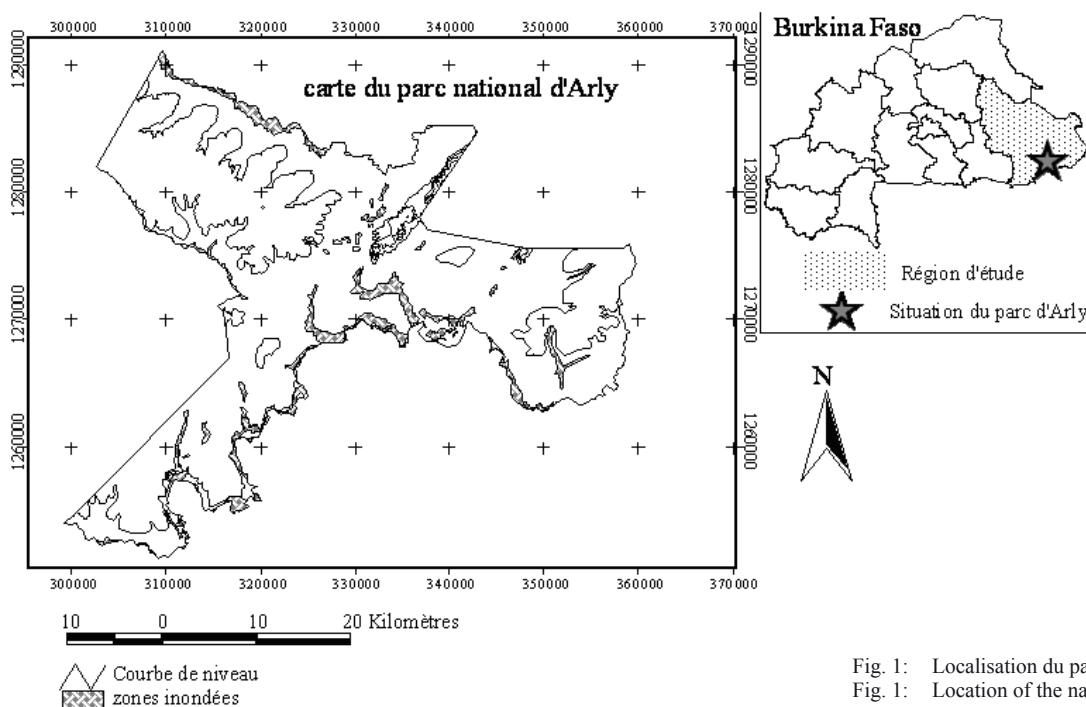 300000 310000 320000 330000 340000 350000 360000 370000
1290000
1280000
1270000
1260000
carte du parc national d'Arly
1290000
1280000
1270000
1260000
300000 310000 320000 330000 340000 350000 360000 370000
10 0 10 20 Kilomètres
Courbe de niveau
zones inondées
Burkina Faso
Région d'étude
Situation du parc d'Arly
N
Fig. 1: Localisation du
Fig. 1: Location of the